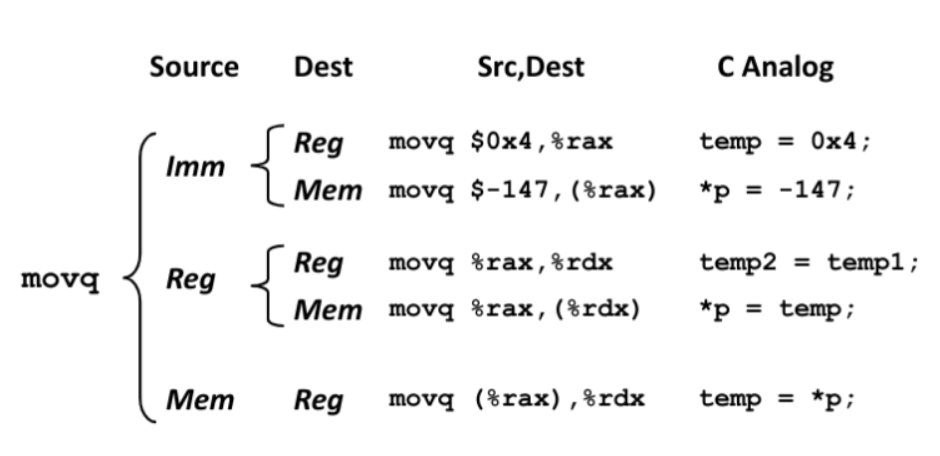 Source Dest Src,Dest C Analog
Imm Reg movq $0x4,%rax temp = 0x4;
Mem movq $-147,(%rax) *p = -147;
movq Reg Reg movq %rax,%rdx temp2 = temp1;
Mem movq %rax,(%rdx) *p = temp;
Mem Reg movq (%rax),%rdx temp = *p;